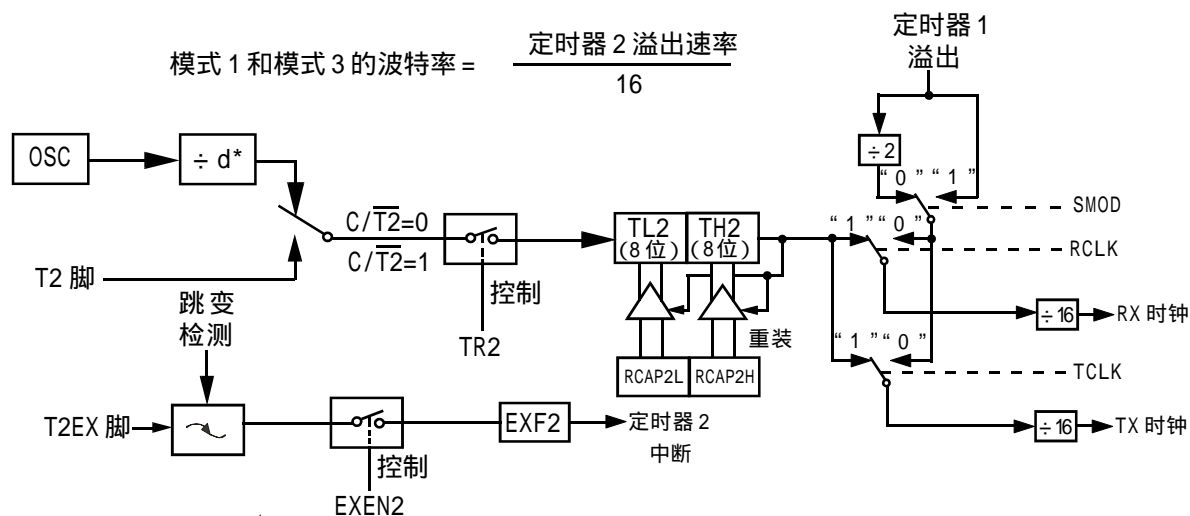 定时器 1
溢出
模式 1 和模式 3 的波特率 = 定时器 2 溢出速率
16
OSC
÷ d*
÷ 2
“ 0 ” “ 1 ”
SMOD
C/T2=0
C/T2=1
TL2
(8 位)
TH2
(8 位)
“ 1 ” “ 0 ”
RCLK
T2 脚
控制
TR2
跳 变
检测
重装
÷ 16
RX 时钟
“ 1 ” “ 0 ”
RCAP2L
RCAP2H
TCLK
T2EX 脚
EXF2
定时器 2
中断
÷ 16
TX 时钟
控制
EXEN2